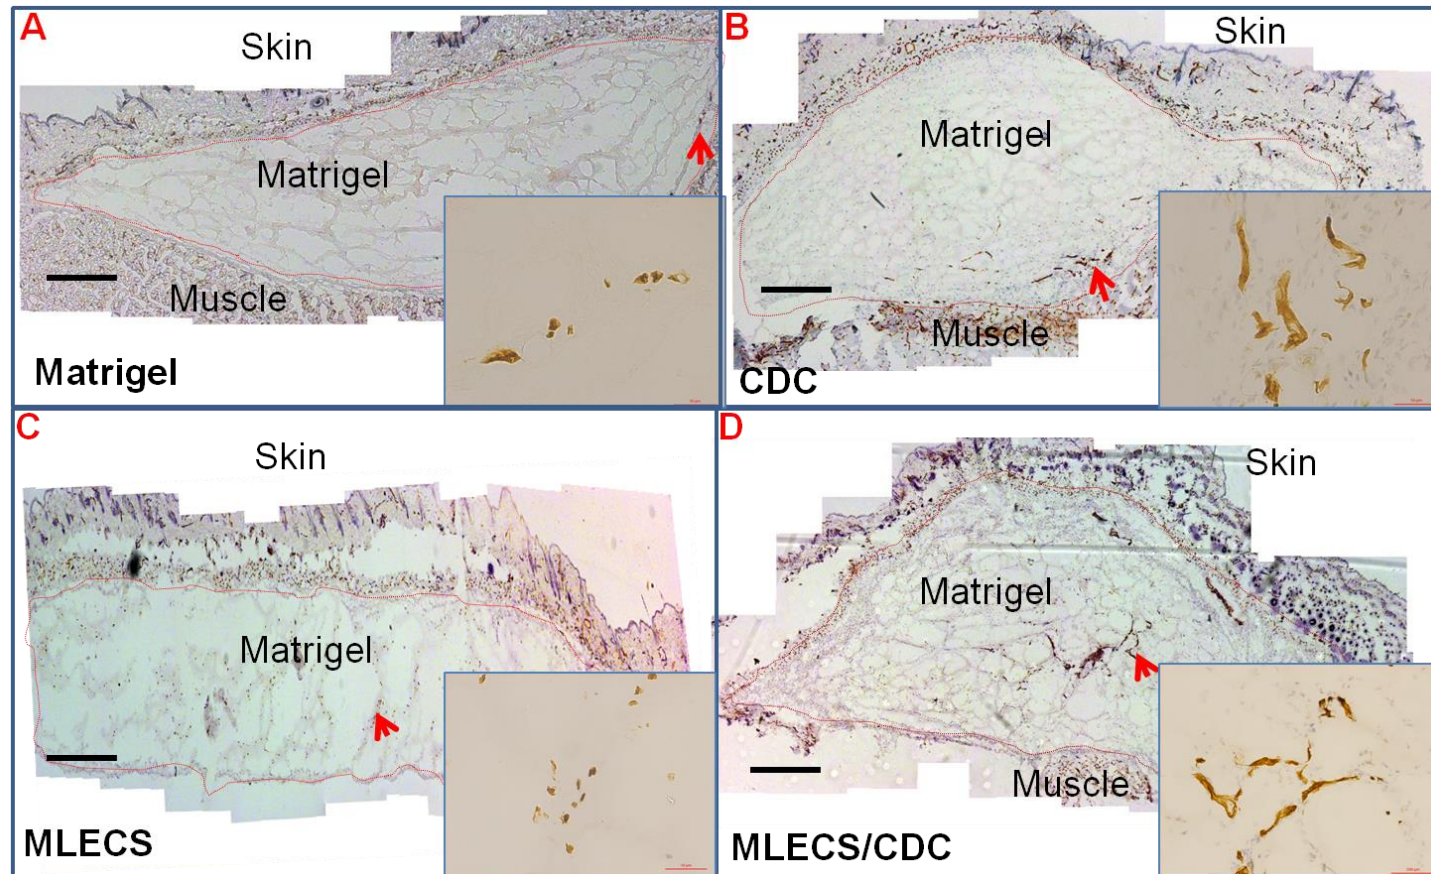 A
Skin
Matrigel
Muscle
Matrigel
B
Skin
Matrigel
Muscle
CDC
C
Skin
Matrigel
MLECS
D
Skin
Matrigel
Muscle
MLECS/CDC